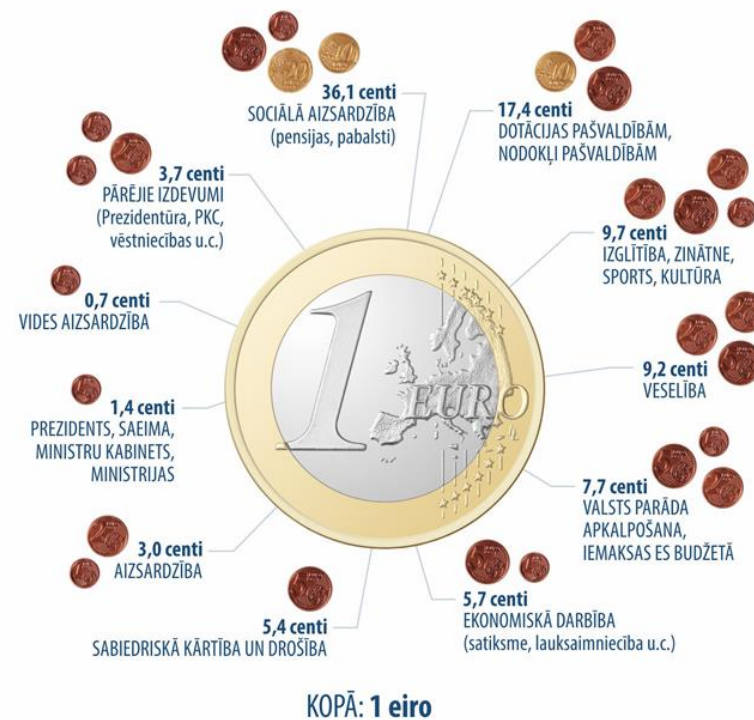 36,1 centi
SOCIĀLĀ AIZSARDZĪBA
(pensijas, pabalsti)
17,4 centi
DOTĀCIJAS PAŠVALDĪBĀM,
NODOKĻI PAŠVALDĪBĀM
9,7 centi
IZGLĪTĪBA, ZINĀTNE,
SPORTS, KULTŪRA
9,2 centi
VESELĪBA
7,7 centi
VALSTS PARĀDA
APKALPOŠANA,
IEMAKSAS ES BUDŽETĀ
5,7 centi
EKONOMISKĀ DARBĪBA
(satiksme, lauksaimniecība u.c.)
5,4 centi
SABIEDRISKĀ KĀRTĪBA UN DROŠĪBA
3,0 centi
AIZSARDZĪBA
1,4 centi
PREZIDENTS, SAEIMA,
MINISTRU KABINETS,
MINISTRIJAS
0,7 centi
VIDES AIZSARDZĪBA
3,7 centi
PĀRĒJIE IZDEVUMI
(Prezidentūra, PKC,
vēstniecības u.c.)
1
EURO
KOPĀ: 1 eiro